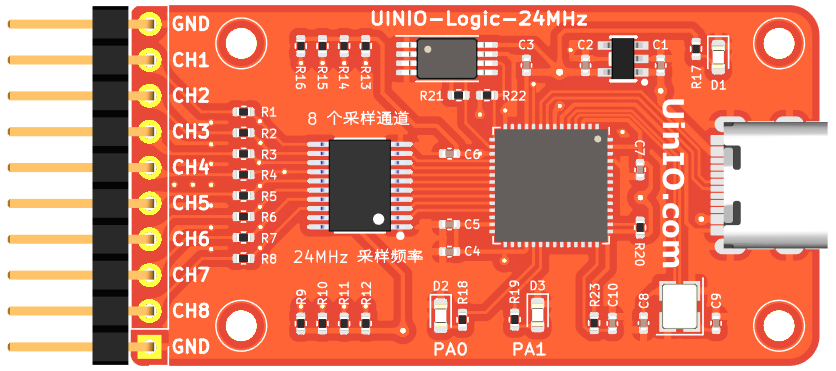 UINIO-Logic-24MHz
GND
CH1
CH2
CH3
CH4
CH5
CH6
CH7
CH8
GND
R16
R15
R14
R13
C3
C2
C1
R17
D1
R21
R22
8 个采样通道
R1
R2
R3
R4
R5
R6
R7
R8
C6
C5
C4
C7
R20
UinIO.com
24MHz 采样频率
R9
R10
R11
R12
D2
R18
PA0
R19
D3
PA1
R23
C10
C8
C9